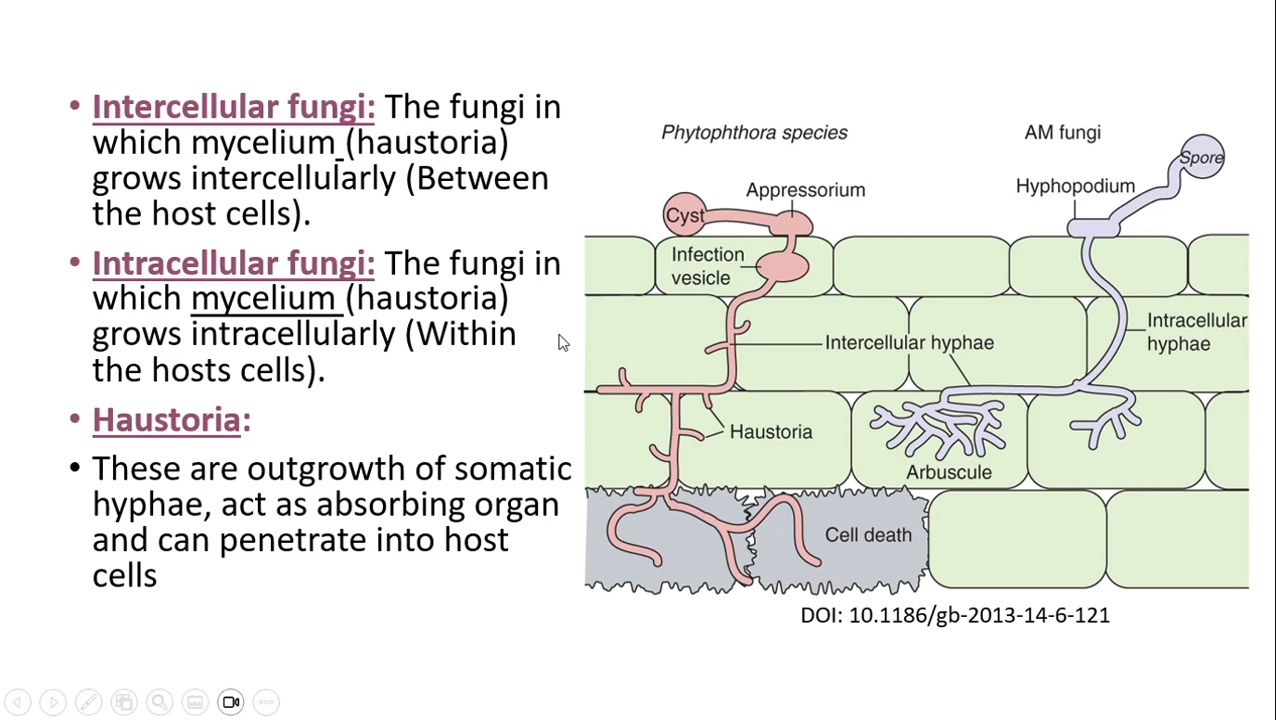 • Intercellular fungi: The fungi in
which mycelium (haustoria)
grows intercellularly (Between
the host cells).
• Intracellular fungi: The fungi in
which mycelium (haustoria)
grows intracellularly (Within
the hosts cells).
• Haustoria:
• These are outgrowth of somatic
hyphae, act as absorbing organ
and can penetrate into host
cells
Phytophthora species
AM fungi
Spore
Appressorium
Hyphopodium
Cyst
Infection
vesicle
Intercellular hyphae
Intracellular
hyphae
Haustoria
Arbuscule
Cell death
DOI: 10.1186/gb-2013-14-6-121